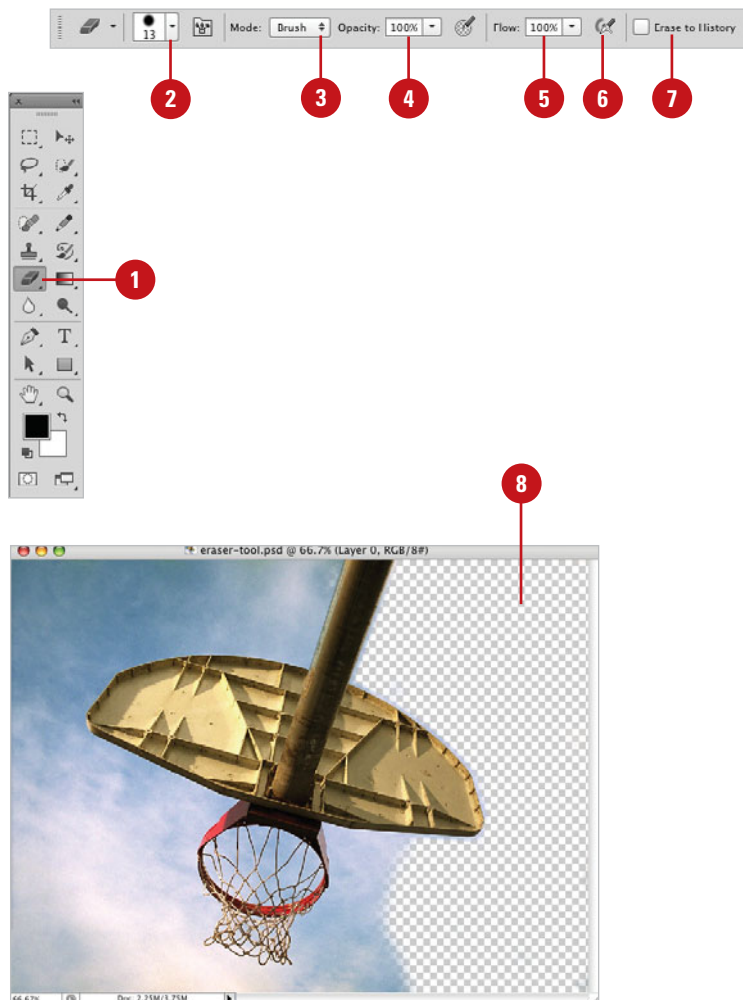 13 Mode: Brush Opacity: 100% Flow: 100% Erase to History
2 3 4 5 6 7
1
T
8
eraser-tool.psd @ 66.7% (Layer 0, RGB/8#)
66.67% Doc: 2.25M/3.75M